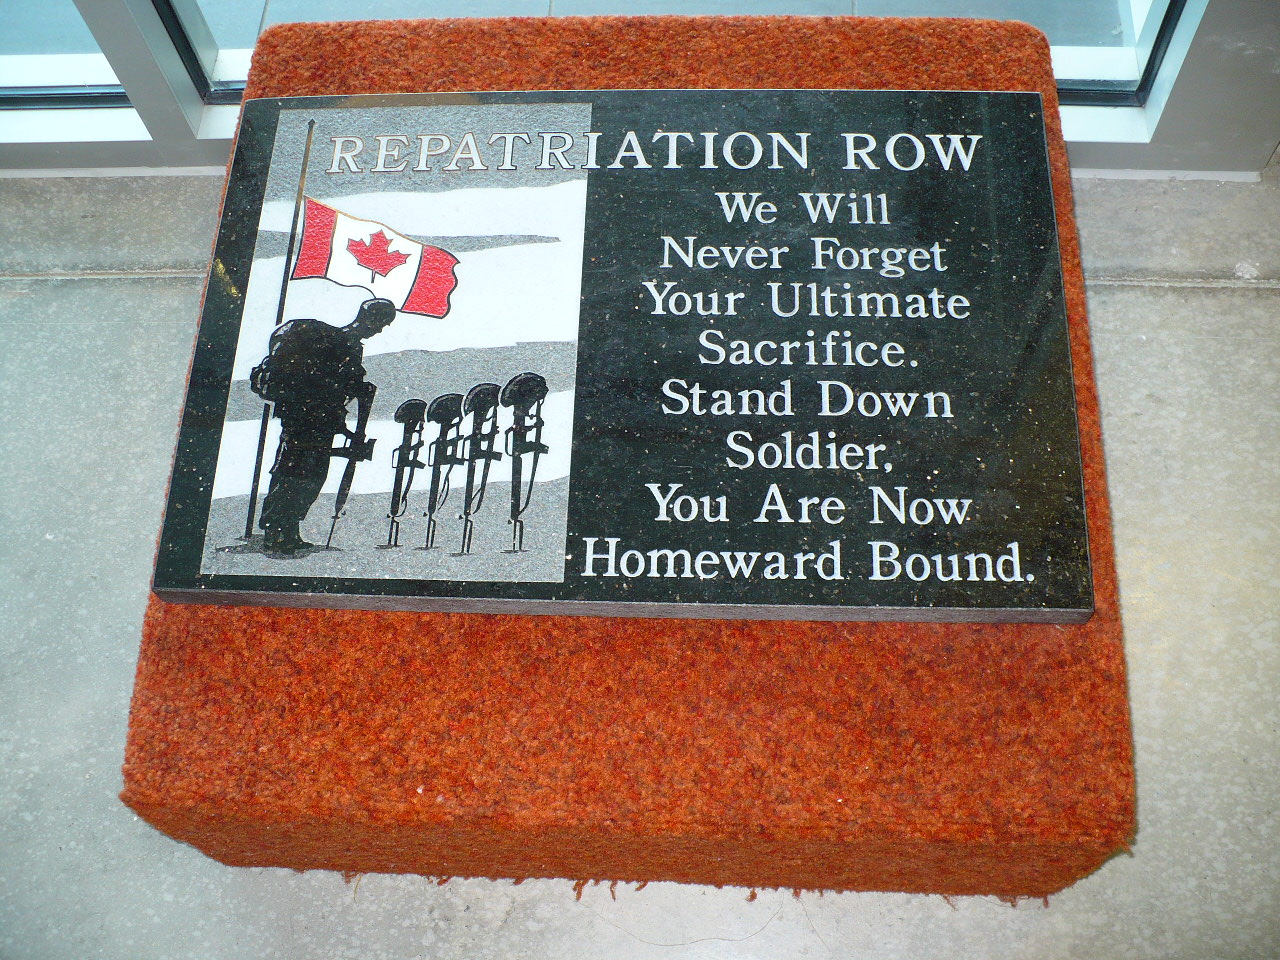 REPATRIATION ROW
We Will
Never Forget
Your Ultimate
Sacrifice.
Stand Down
Soldier,
You Are Now
Homeward Bound.